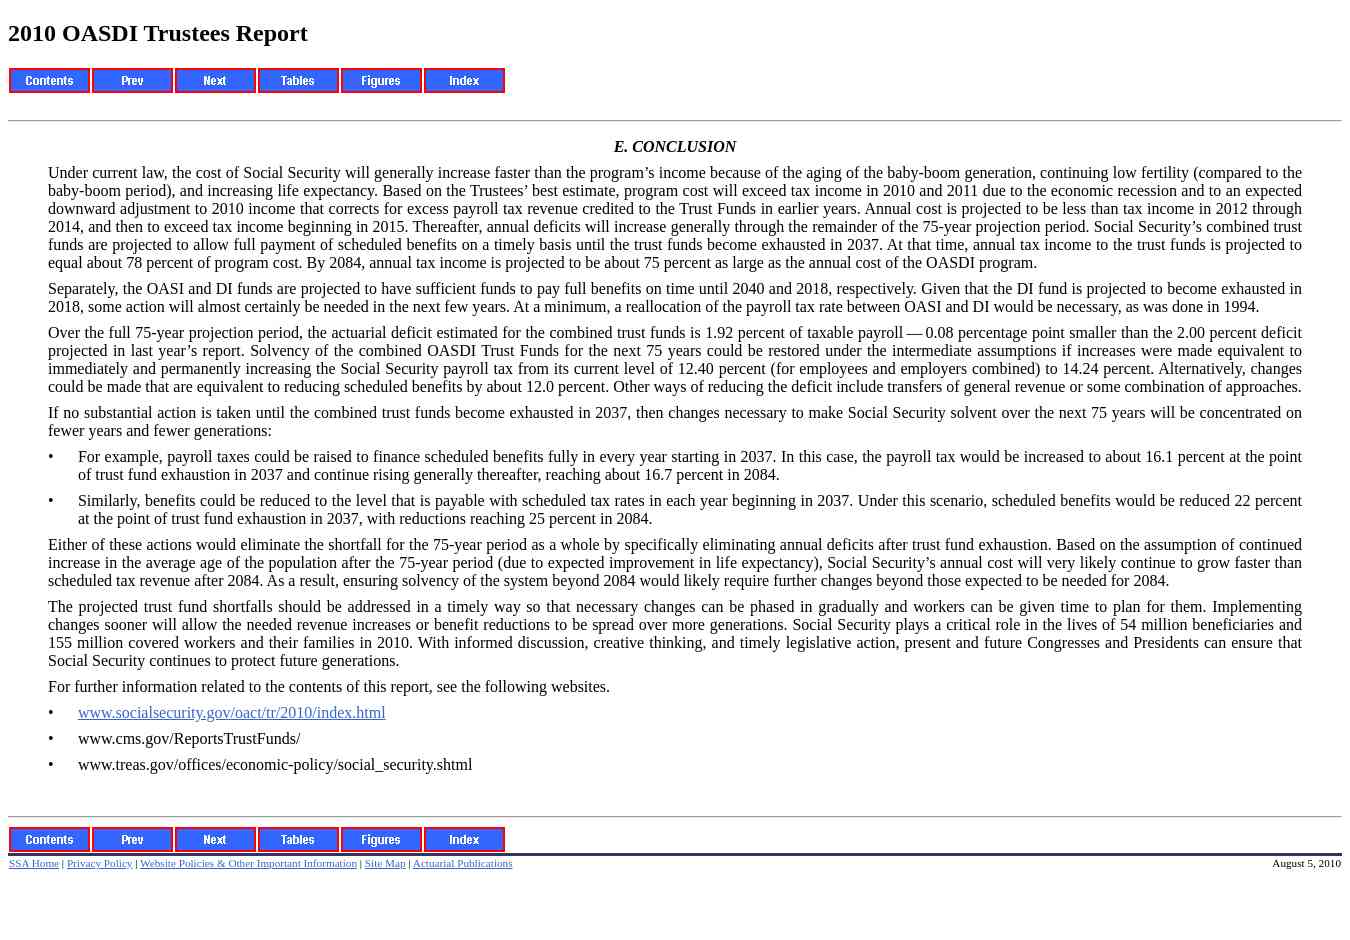 2010 OASDI Trustees Report
Contents Prev Next Tables Figures Index
E. CONCLUSION
Under current law, the cost of Social Security will generally increase faster than the program’s income because of the aging of the baby-boom generation, continuing low fertility (compared to the
baby-boom period), and increasing life expectancy. Based on the Trustees’ best estimate, program cost will exceed tax income in 2010 and 2011 due to the economic recession and to an expected
downward adjustment to 2010 income that corrects for excess payroll tax revenue credited to the Trust Funds in earlier years. Annual cost is projected to be less than tax income in 2012 through
2014, and then to exceed tax income beginning in 2015. Thereafter, annual deficits will increase generally through the remainder of the 75-year projection period. Social Security’s combined trust
funds are projected to allow full payment of scheduled benefits on a timely basis until the trust funds become exhausted in 2037. At that time, annual tax income to the trust funds is projected to
equal about 78 percent of program cost. By 2084, annual tax income is projected to be about 75 percent as large as the annual cost of the OASDI program.
Separately, the OASI and DI funds are projected to have sufficient funds to pay full benefits on time until 2040 and 2018, respectively. Given that the DI fund is projected to become exhausted in
2018, some action will almost certainly be needed in the next few years. At a minimum, a reallocation of the payroll tax rate between OASI and DI would be necessary, as was done in 1994.
Over the full 75-year projection period, the actuarial deficit estimated for the combined trust funds is 1.92 percent of taxable payroll — 0.08 percentage point smaller than the 2.00 percent deficit
projected in last year’s report. Solvency of the combined OASDI Trust Funds for the next 75 years could be restored under the intermediate assumptions if increases were made equivalent to
immediately and permanently increasing the Social Security payroll tax from its current level of 12.40 percent (for employees and employers combined) to 14.24 percent. Alternatively, changes
could be made that are equivalent to reducing scheduled benefits by about 12.0 percent. Other ways of reducing the deficit include transfers of general revenue or some combination of approaches.
If no substantial action is taken until the combined trust funds become exhausted in 2037, then changes necessary to make Social Security solvent over the next 75 years will be concentrated on
fewer years and fewer generations:
• For example, payroll taxes could be raised to finance scheduled benefits fully in every year starting in 2037. In this case, the payroll tax would be increased to about 16.1 percent at the point
of trust fund exhaustion in 2037 and continue rising generally thereafter, reaching about 16.7 percent in 2084.
• Similarly, benefits could be reduced to the level that is payable with scheduled tax rates in each year beginning in 2037. Under this scenario, scheduled benefits would be reduced 22 percent
at the point of trust fund exhaustion in 2037, with reductions reaching 25 percent in 2084.
Either of these actions would eliminate the shortfall for the 75-year period as a whole by specifically eliminating annual deficits after trust fund exhaustion. Based on the assumption of continued
increase in the average age of the population after the 75-year period (due to expected improvement in life expectancy), Social Security’s annual cost will very likely continue to grow faster than
scheduled tax revenue after 2084. As a result, ensuring solvency of the system beyond 2084 would likely require further changes beyond those expected to be needed for 2084.
The projected trust fund shortfalls should be addressed in a timely way so that necessary changes can be phased in gradually and workers can be given time to plan for them. Implementing
changes sooner will allow the needed revenue increases or benefit reductions to be spread over more generations. Social Security plays a critical role in the lives of 54 million beneficiaries and
155 million covered workers and their families in 2010. With informed discussion, creative thinking, and timely legislative action, present and future Congresses and Presidents can ensure that
Social Security continues to protect future generations.
For further information related to the contents of this report, see the following websites.
• www.socialsecurity.gov/oact/tr/2010/index.html
• www.cms.gov/ReportsTrustFunds/
• www.treas.gov/offices/economic-policy/social_security.shtml
Contents Prev Next Tables Figures Index
SSA Home | Privacy Policy | Website Policies & Other Important Information | Site Map | Actuarial Publications August 5, 2010